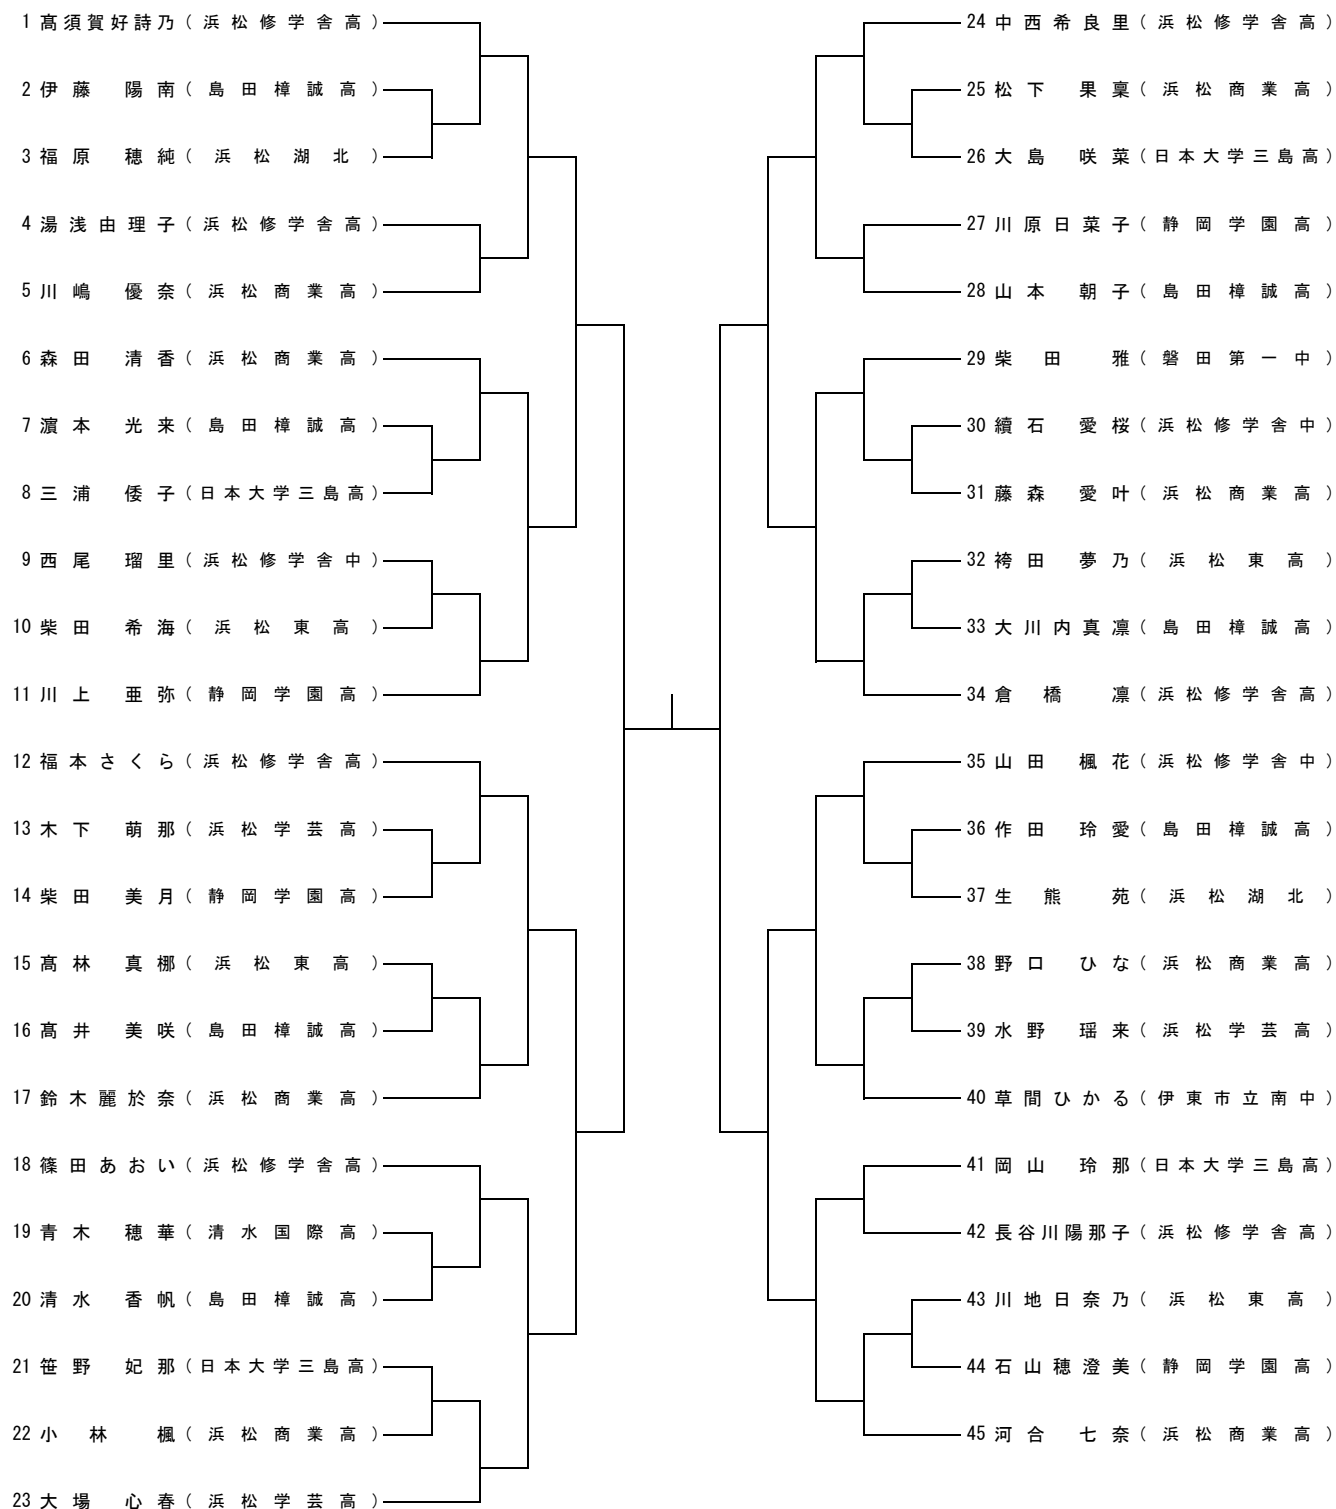 1 髙須賀好詩乃（浜松修学舎高）
2 伊藤　陽南（島田樟誠高）
3 福原　穂純（浜松湖北）
4 湯浅由理子（浜松修学舎高）
5 川嶋　優奈（浜松商業高）
6 森田　清香（浜松商業高）
7 濵本　光来（島田樟誠高）
8 三浦　倭子（日本大学三島高）
9 西尾　瑠里（浜松修学舎中）
10 柴田　希海（浜松東高）
11 川上　亜弥（静岡学園高）
12 福本さくら（浜松修学舎高）
13 木下　萌那（浜松学芸高）
14 柴田　美月（静岡学園高）
15 髙林　真梛（浜松東高）
16 髙井　美咲（島田樟誠高）
17 鈴木麗於奈（浜松商業高）
18 篠田あおい（浜松修学舎高）
19 青木　穂華（清水国際高）
20 清水　香帆（島田樟誠高）
21 笹野　妃那（日本大学三島高）
22 小林　楓（浜松商業高）
23 大場　心春（浜松学芸高）
24 中西希良里（浜松修学舎高）
25 松下　果稟（浜松商業高）
26 大島　咲菜（日本大学三島高）
27 川原日菜子（静岡学園高）
28 山本　朝子（島田樟誠高）
29 柴田　雅（磐田第一中）
30 續石　愛桜（浜松修学舎中）
31 藤森　愛叶（浜松商業高）
32 袴田　夢乃（浜松東高）
33 大川内真凛（島田樟誠高）
34 倉橋　凛（浜松修学舎高）
35 山田　楓花（浜松修学舎中）
36 作田　玲愛（島田樟誠高）
37 生熊　苑（浜松湖北）
38 野口　ひな（浜松商業高）
39 水野　瑶来（浜松学芸高）
40 草間ひかる（伊東市立南中）
41 岡山　玲那（日本大学三島高）
42 長谷川陽那子（浜松修学舎高）
43 川地日奈乃（浜松東高）
44 石山穂澄美（静岡学園高）
45 河合　七奈（浜松商業高）